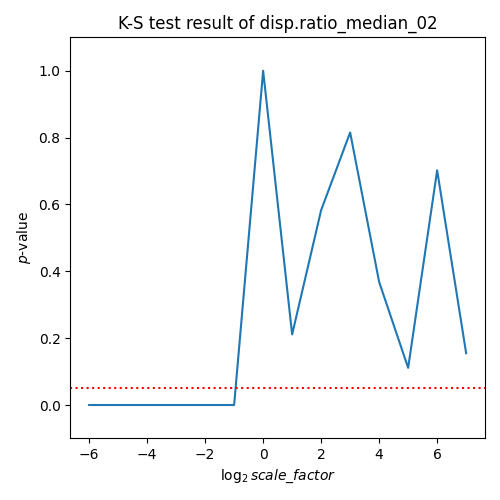 K-S test result of disp.ratio_median_02
1.0
0.8
0.6
0.4
0.2
0.0
p-value
−6 −4 −2 0 2 4 6
log₂ scale_factor